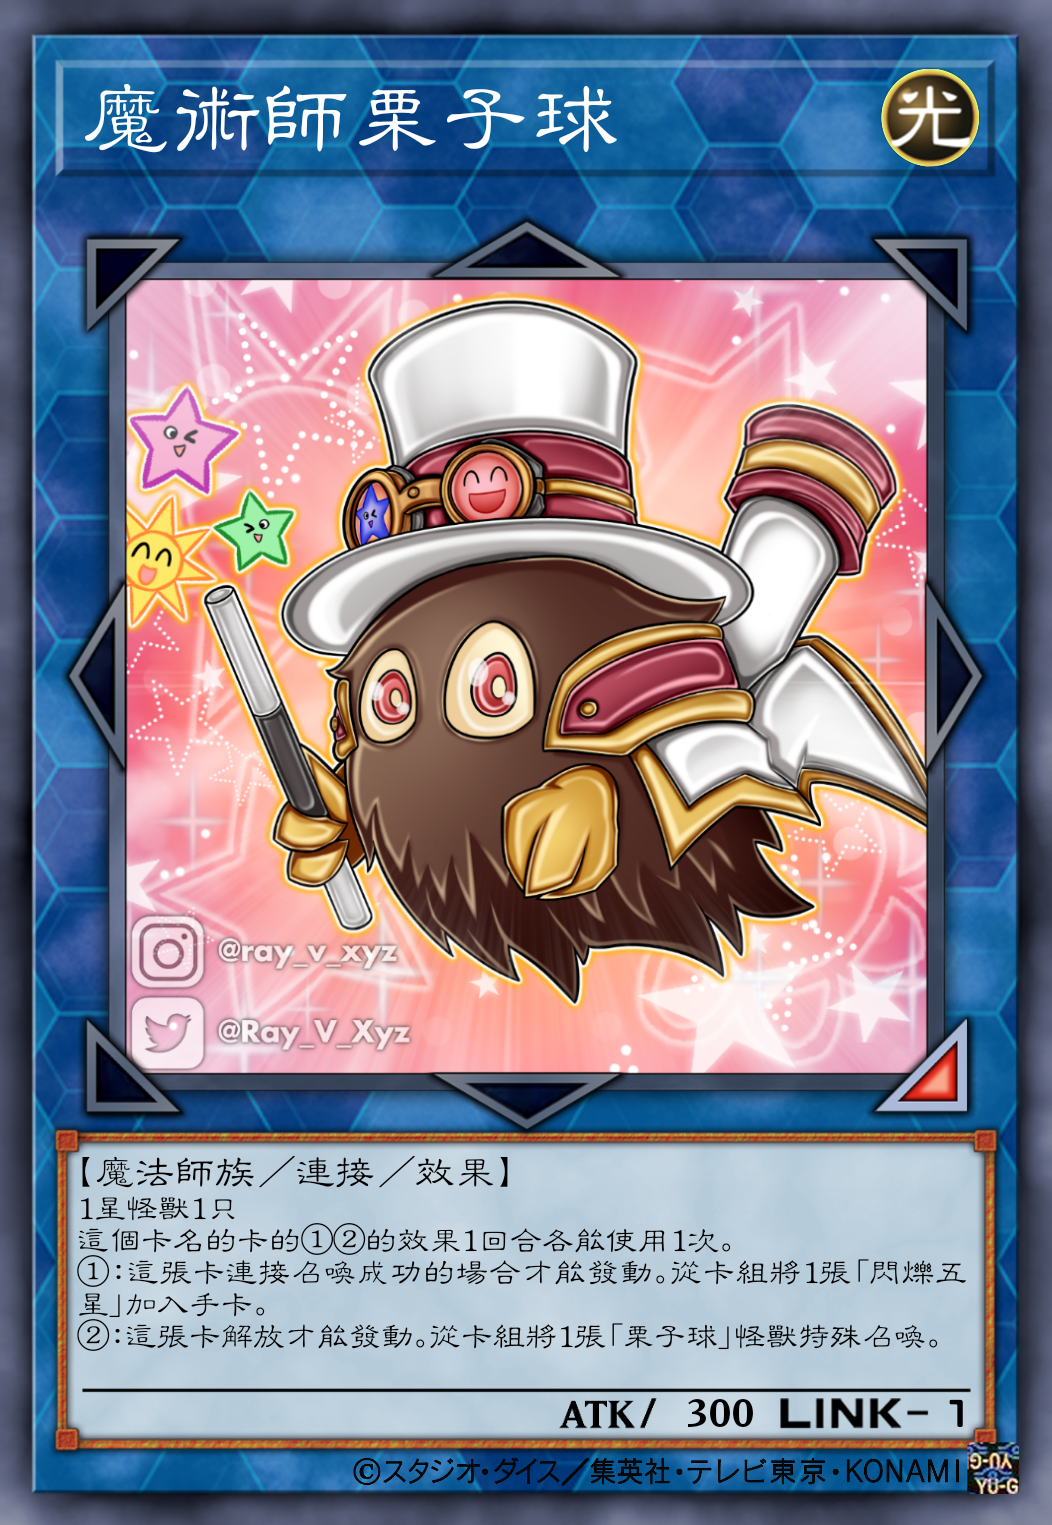 魔術師栗子球
光
@ray_v_xyz
@Ray_V_Xyz
【魔法師族／連接／效果】
1星怪獸1只
這個卡名的卡的①②的效果1回合各能使用1次。
①：這張卡連接召喚成功的場合才能發動。從卡組將1張「閃爍五
星」加入手卡。
②：這張卡解放才能發動。從卡組將1張「栗子球」怪獸特殊召喚。
ATK/ 300 LINK- 1
©スタジオ・ダイス／集英社・テレビ東京・KONAMI
YU-G
YU-G